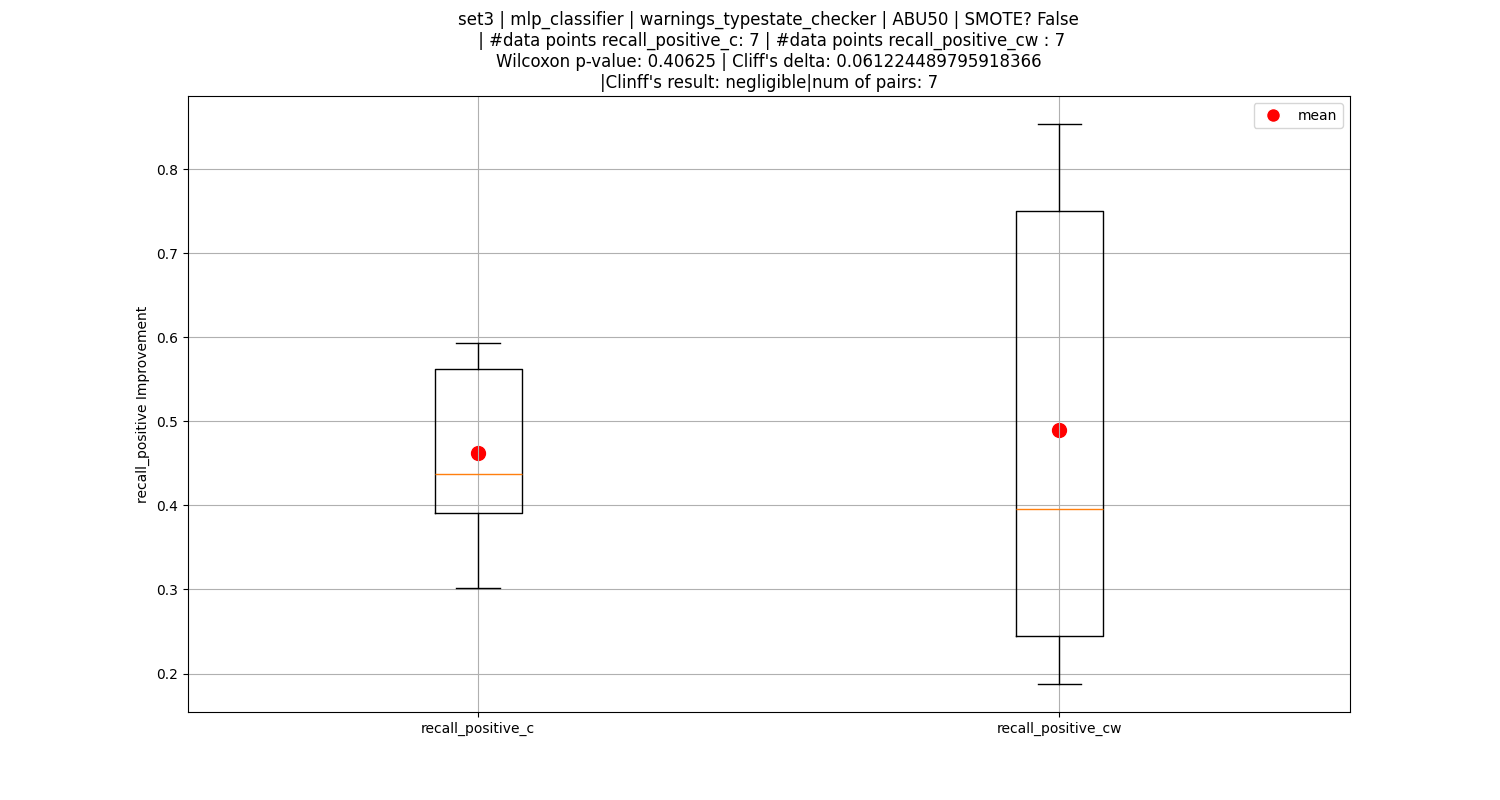 set3 | mlp_classifier | warnings_typestate_checker | ABU50 | SMOTE? False
| #data points recall_positive_c: 7 | #data points recall_positive_cw : 7
Wilcoxon p-value: 0.40625 | Cliff's delta: 0.061224489795918366
|Clinff's result: negligible|num of pairs: 7
mean
0.8
0.7
0.6
0.5
0.4
0.3
0.2
recall_positive Improvement
recall_positive_c
recall_positive_cw